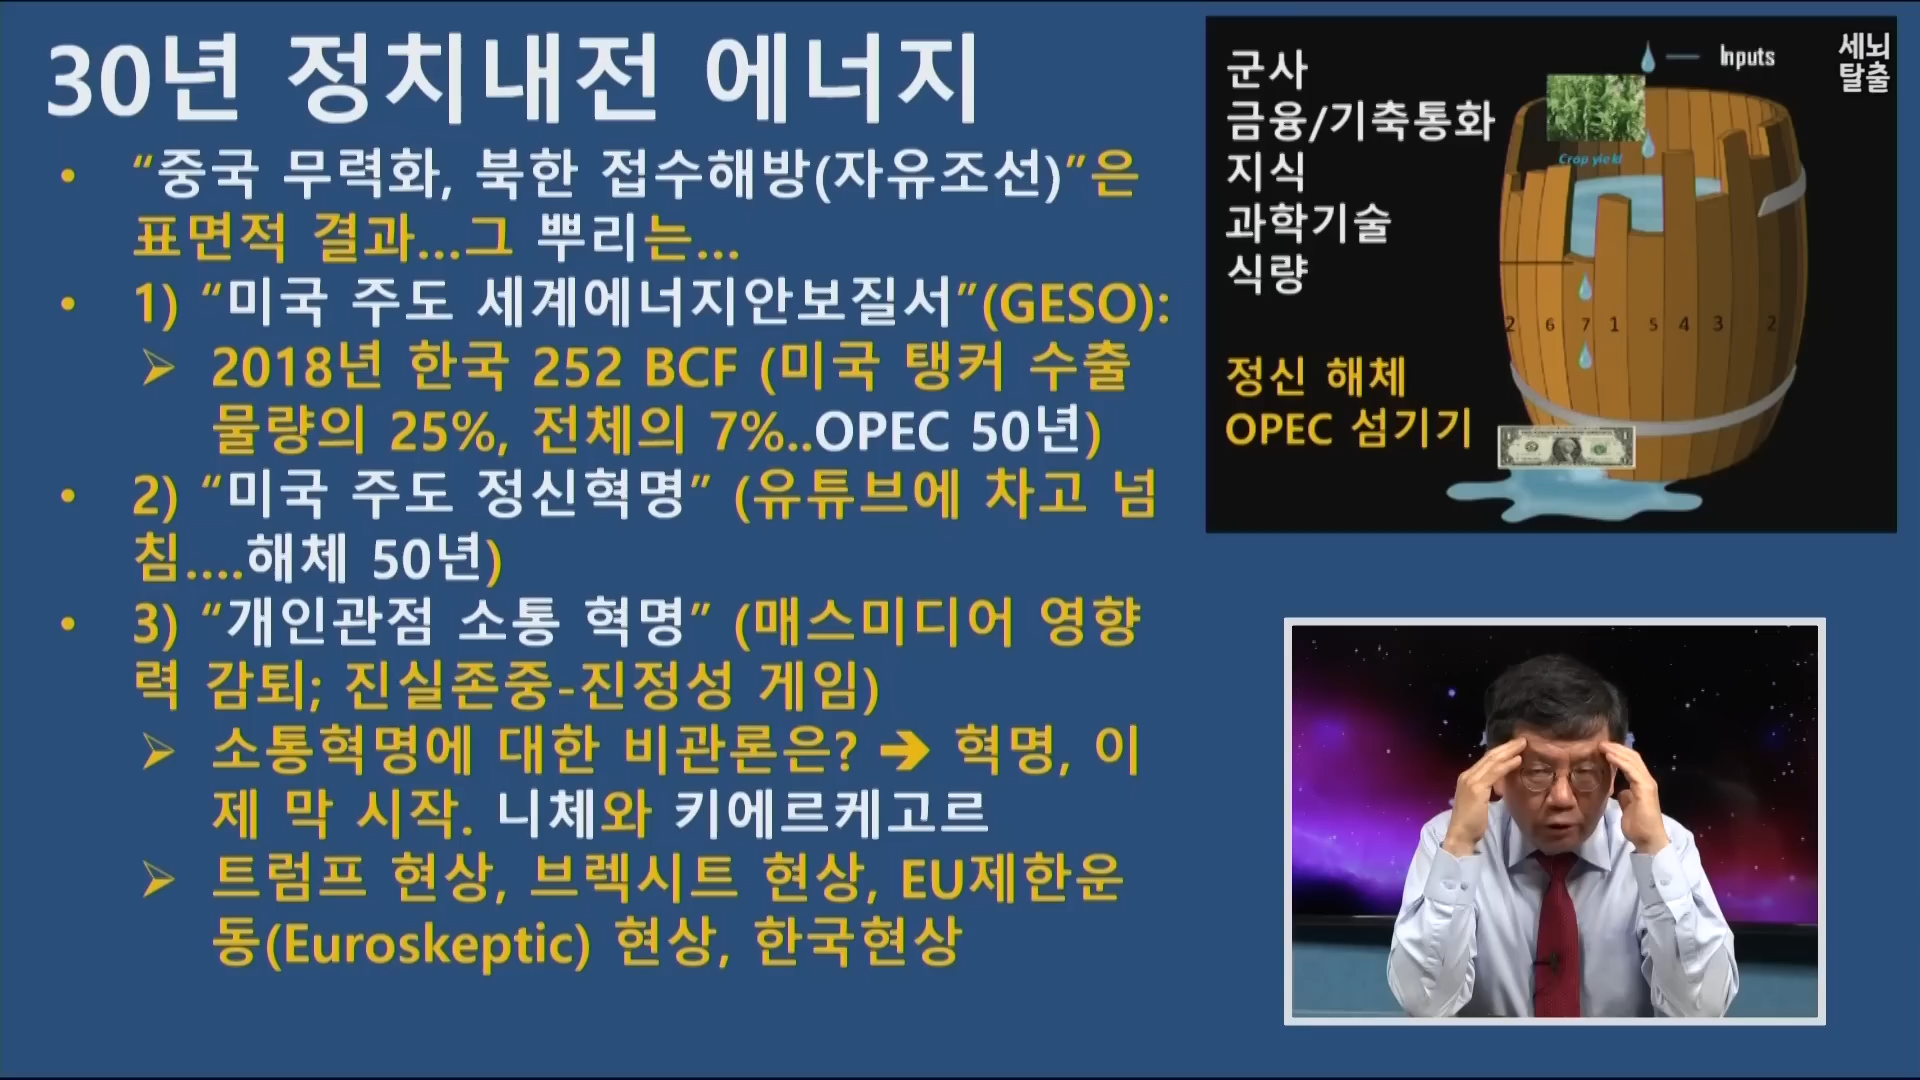 30년 정치내전 에너지
• “중국 무력화, 북한 접수해방(자유조선)”은
표면적 결과...그 뿌리는...
• 1) “미국 주도 세계에너지안보질서”(GESO):
➢ 2018년 한국 252 BCF (미국 탱커 수출
물량의 25%, 전체의 7%..OPEC 50년)
• 2) “미국 주도 정신혁명” (유튜브에 차고 넘
침....해체 50년)
• 3) “개인관점 소통 혁명” (매스미디어 영향
력 감퇴; 진실존중-진정성 게임)
➢ 소통혁명에 대한 비관론은? ➔ 혁명, 이
제 막 시작. 니체와 키에르케고르
➢ 트럼프 현상, 브렉시트 현상, EU제한운
동(Euroskeptic) 현상, 한국현상
군사
금융/기축통화
지식
과학기술
식량
정신 해체
OPEC 섬기기
Inputs
Crop yield
2 6 7 1 5 4 3 2
세뇌
탈출